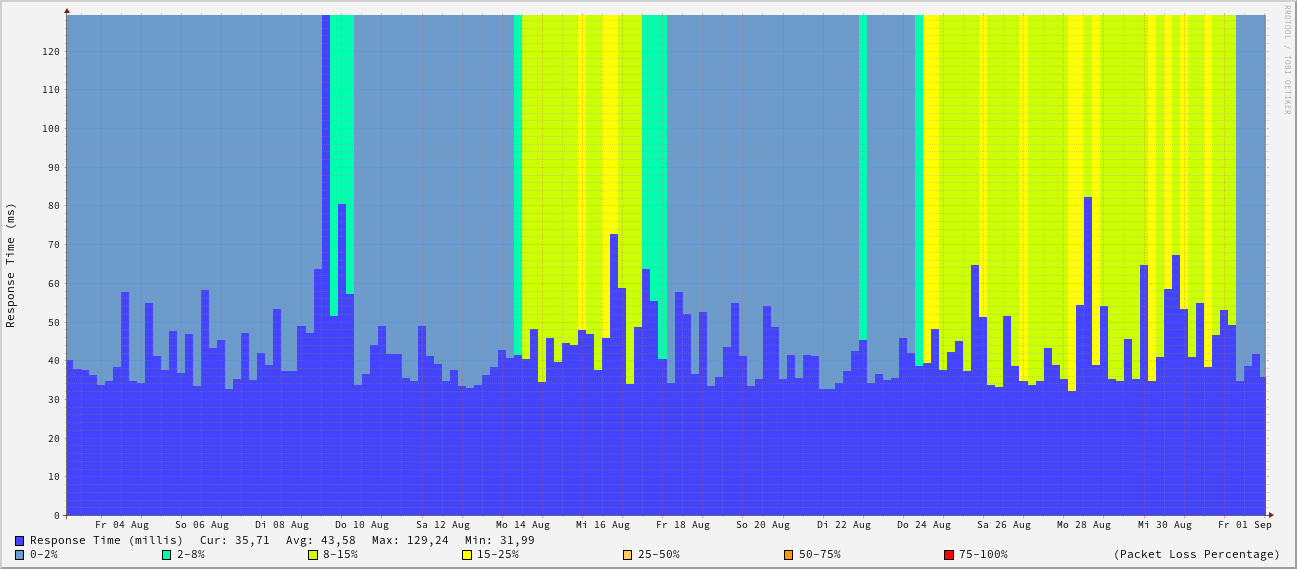 RRDTOOL / TOBI OETIKER
Response Time (ms)
120
110
100
90
80
70
60
50
40
30
20
10
0
Fr 04 Aug So 06 Aug Di 08 Aug Do 10 Aug Sa 12 Aug Mo 14 Aug Mi 16 Aug Fr 18 Aug So 20 Aug Di 22 Aug Do 24 Aug Sa 26 Aug Mo 28 Aug Mi 30 Aug Fr 01 Sep
Response Time (millis) Cur: 35,71 Avg: 43,58 Max: 129,24 Min: 31,99
0-2% 2-8% 8-15% 15-25% 25-50% 50-75% 75-100% (Packet Loss Percentage)